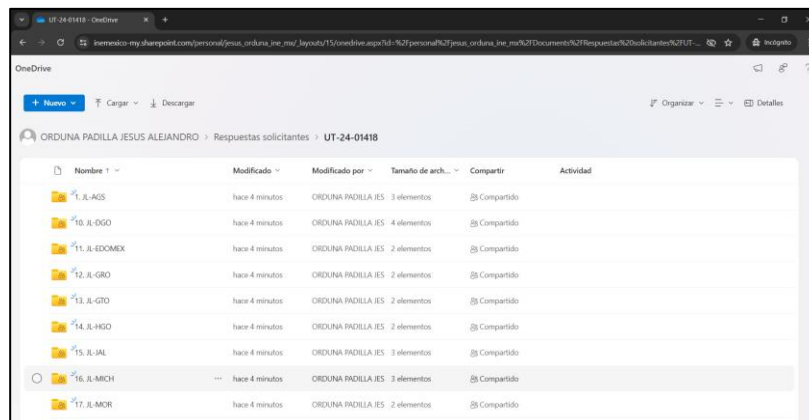 UT-24-01418 - OneDrive
inemexico-my.sharepoint.com/personal/jesus_orduna_ine_mx/_layouts/15/onedrive.aspx?id=%2Fpersonal%2Fjesus_orduna_ine_mx%2FDocuments%2FRespuestas%20solicitantes%2FUT-... Incógnito
OneDrive
+ Nuevo Cargar Descargar Organizar Detalles
ORDUNA PADILLA JESUS ALEJANDRO > Respuestas solicitantes > UT-24-01418
Nombre ↑ Modificado Modificado por Tamaño de arch... Compartir Actividad
1. JL-AGS hace 4 minutos ORDUNA PADILLA JES 3 elementos Compartido
10. JL-DGO hace 4 minutos ORDUNA PADILLA JES 4 elementos Compartido
11. JL-EDOMEX hace 4 minutos ORDUNA PADILLA JES 2 elementos Compartido
12. JL-GRO hace 4 minutos ORDUNA PADILLA JES 2 elementos Compartido
13. JL-GTO hace 4 minutos ORDUNA PADILLA JES 2 elementos Compartido
14. JL-HGO hace 4 minutos ORDUNA PADILLA JES 2 elementos Compartido
15. JL-JAL hace 4 minutos ORDUNA PADILLA JES 3 elementos Compartido
16. JL-MICH ... hace 4 minutos ORDUNA PADILLA JES 3 elementos Compartido
17. JL-MOR hace 4 minutos ORDUNA PADILLA JES 2 elementos Compartido